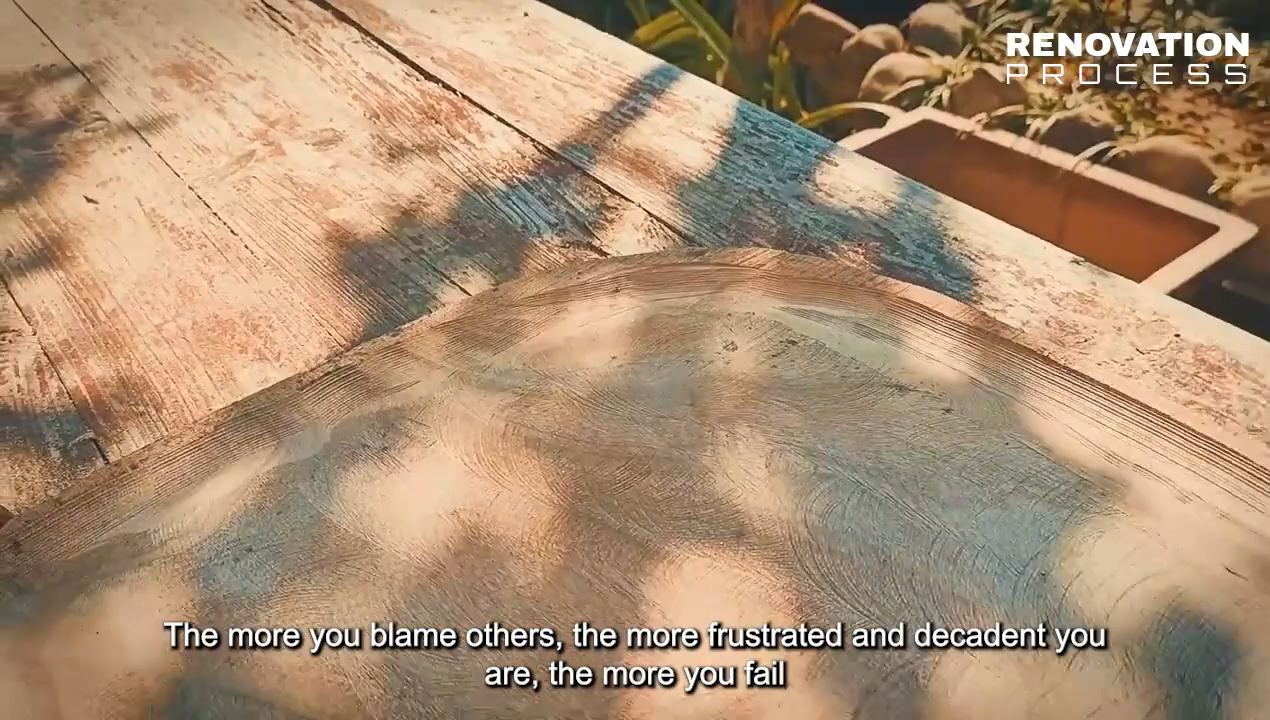 RENOVATION
PROCESS
The more you blame others, the more frustrated and decadent you
are, the more you fail